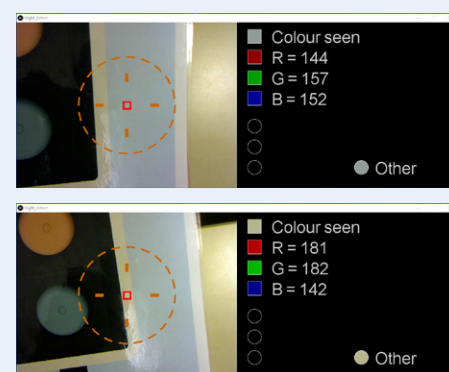 Colour seen
R = 144
G = 157
B = 152
Other
Colour seen
R = 181
G = 182
B = 142
Other